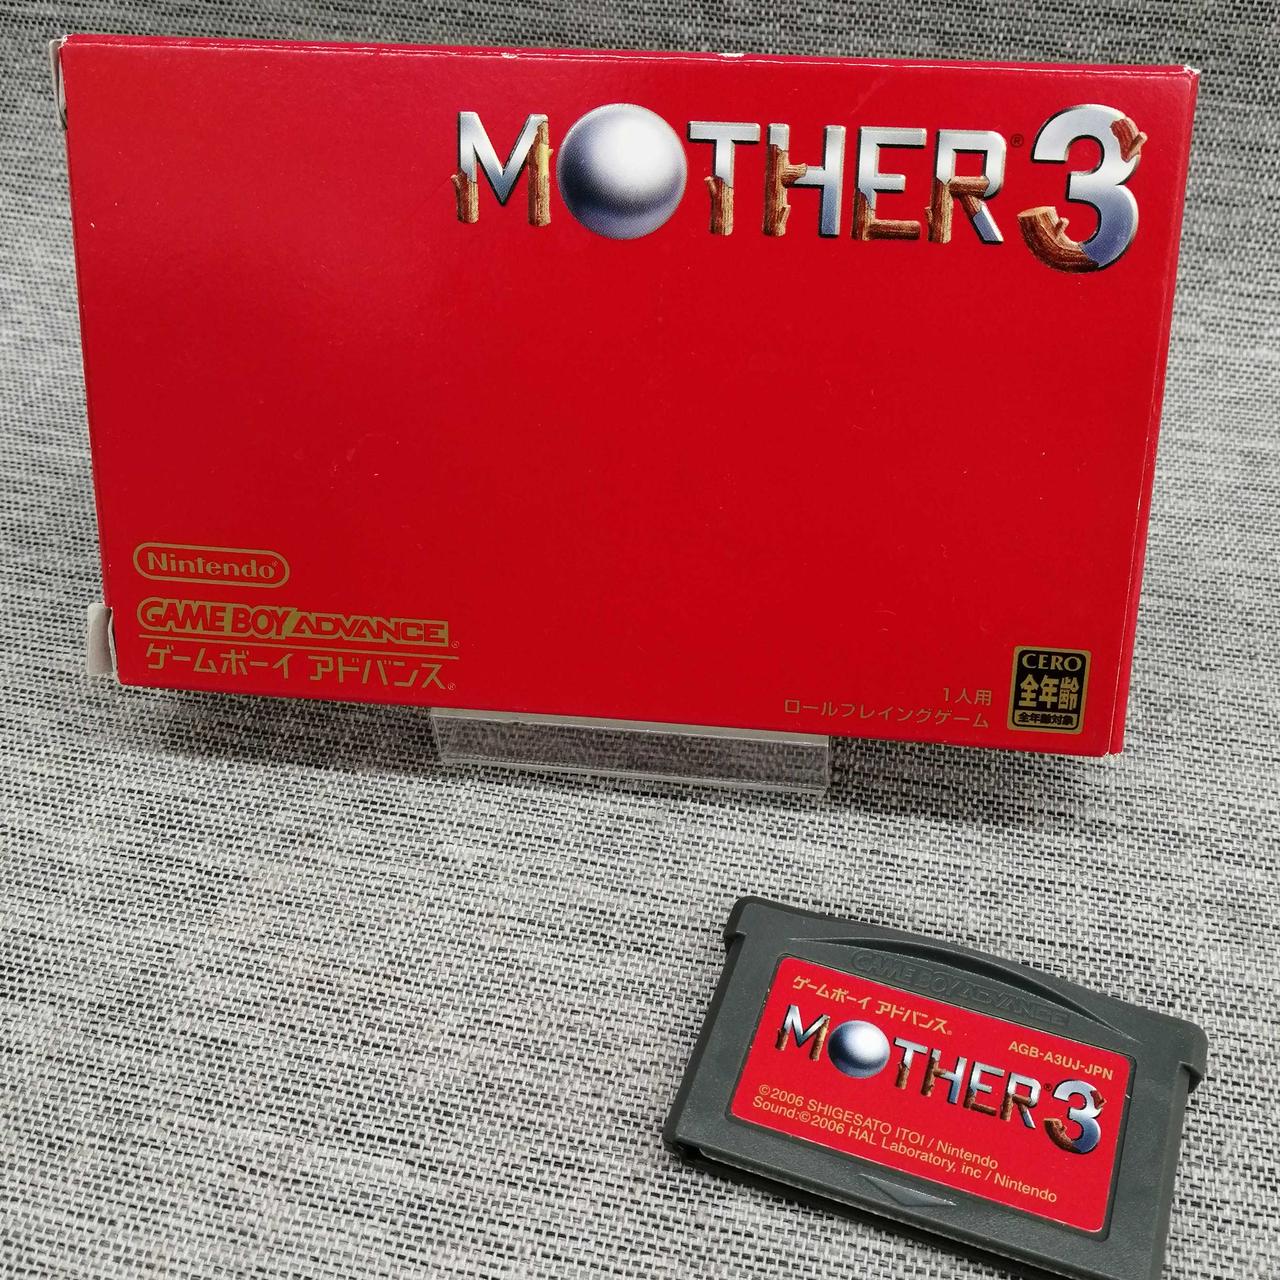 MOTHER® 3
Nintendo®
GAME BOY ADVANCE®
ゲームボーイ アドバンス®
1人用
ロールプレイングゲーム
CERO
全年齢
全年齢対象
GAME BOY ADVANCE
ゲームボーイ アドバンス®
MOTHER® 3
AGB-A3UJ-JPN
©2006 SHIGESATO ITOI / Nintendo
Sound:©2006 HAL Laboratory, inc / Nintendo